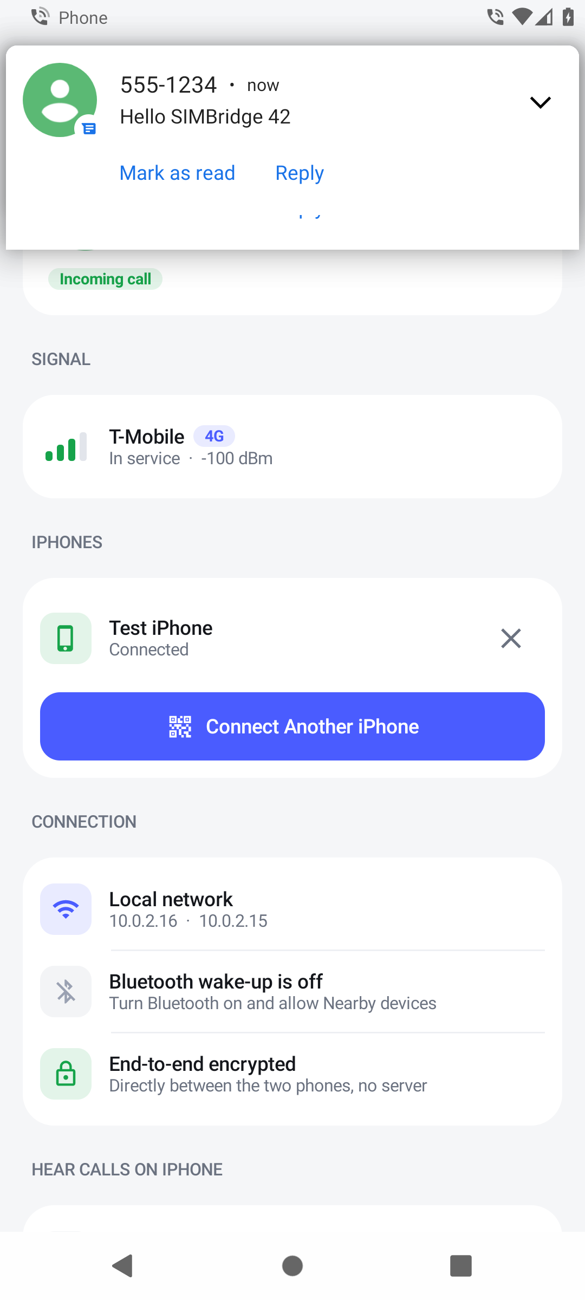 Phone
555-1234 · now
Hello SIMBridge 42
Mark as read Reply
Incoming call
SIGNAL
T-Mobile 4G
In service · -100 dBm
IPHONES
Test iPhone
Connected
Connect Another iPhone
CONNECTION
Local network
10.0.2.16 · 10.0.2.15
Bluetooth wake-up is off
Turn Bluetooth on and allow Nearby devices
End-to-end encrypted
Directly between the two phones, no server
HEAR CALLS ON IPHONE